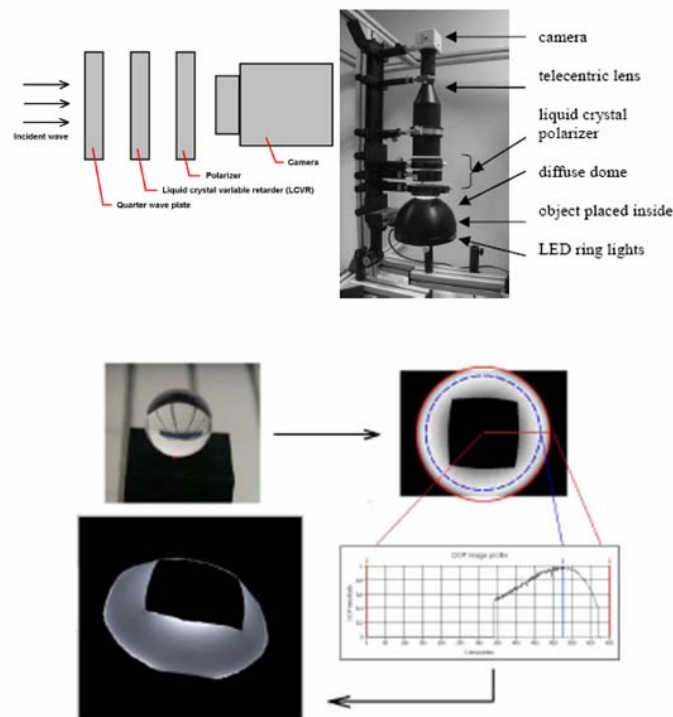 Incident wave
Camera
Polarizer
Liquid crystal variable retarder (LCVR)
Quarter wave plate
camera
telecentric lens
liquid crystal
polarizer
diffuse dome
object placed inside
LED ring lights
DOP image profile